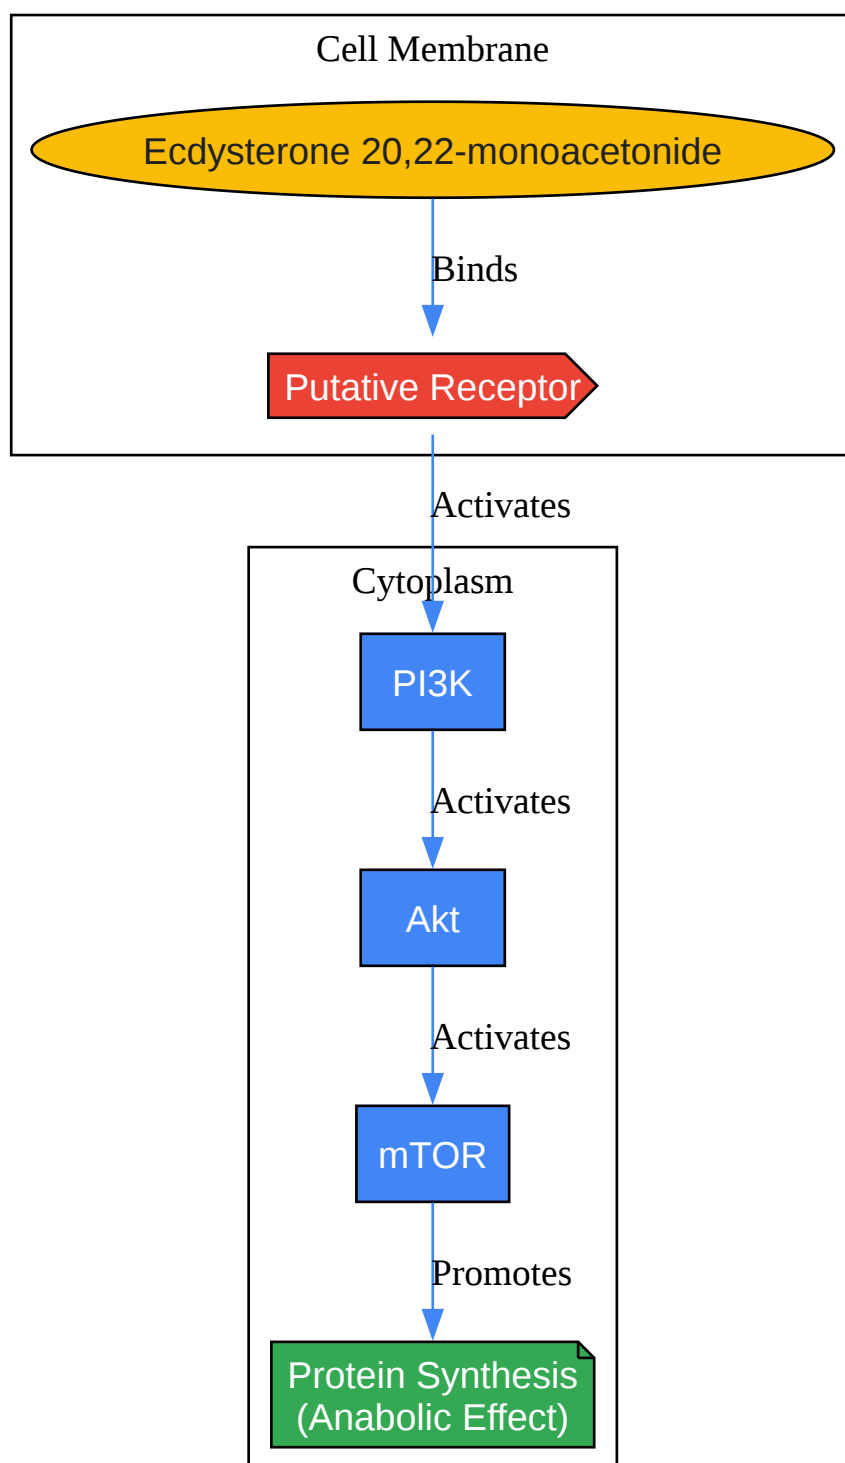 Cell Membrane
Ecdysterone 20,22-monoacetonide
Binds
Putative Receptor
Activates
Cytoplasm
PI3K
Activates
Akt
Activates
mTOR
Promotes
Protein Synthesis
(Anabolic Effect)